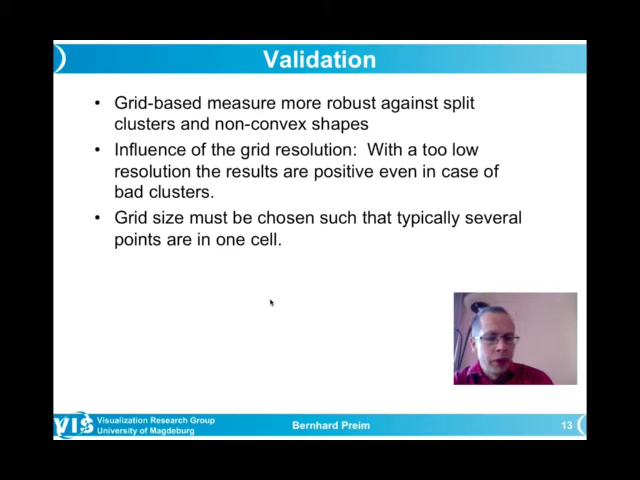 Validation
• Grid-based measure more robust against split
clusters and non-convex shapes
• Influence of the grid resolution: With a too low
resolution the results are positive even in case of
bad clusters.
• Grid size must be chosen such that typically several
points are in one cell.
VIS
Visualization Research Group
University of Magdeburg
Bernhard Preim
13